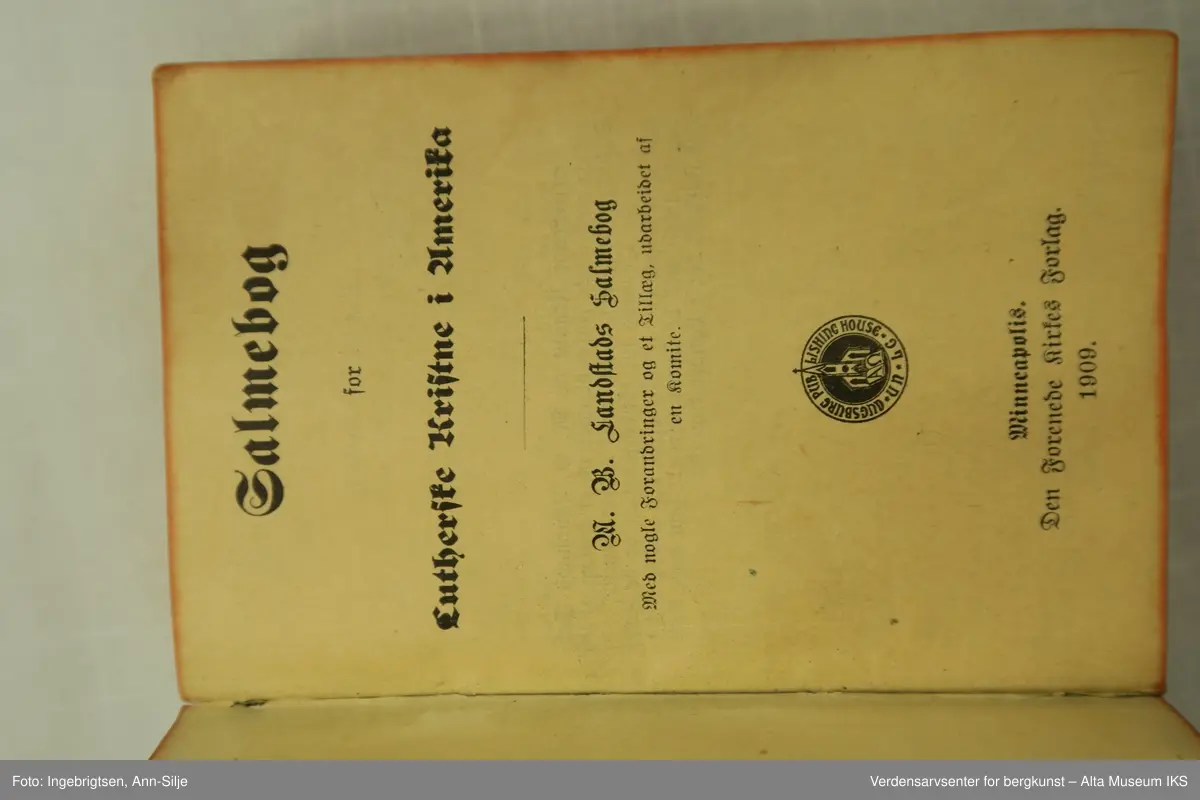 Salmebog
for
Lutherske Kristne i Amerika
M. B. Landstads Salmebog
Med nogle Forandringer og et Tillæg, udarbeidet af
en Komite.
AUGSBURG PUBLISHING HOUSE
Minneapolis.
Den Forenede Kirkes Forlag.
1909.
Foto: Ingebrigtsen, Ann-Silje
Verdensarvsenter for bergkunst – Alta Museum IKS